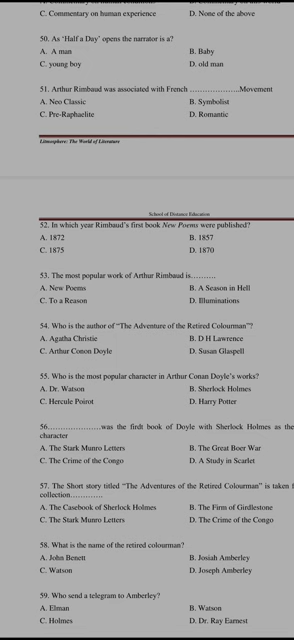 C. Commentary on human experience D. None of the above
50. As 'Half a Day' opens the narrator is a?
A. A man B. Baby
C. young boy D. old man
51. Arthur Rimbaud was associated with French ………………..Movement
A. Neo Classic B. Symbolist
C. Pre-Raphaelite D. Romantic
Litmosphere: The World of Literature
School of Distance Education
52. In which year Rimbaud's first book New Poems were published?
A. 1872 B. 1857
C. 1875 D. 1870
53. The most popular work of Arthur Rimbaud is……….
A. New Poems B. A Season in Hell
C. To a Reason D. Illuminations
54. Who is the author of "The Adventure of the Retired Colourman"?
A. Agatha Christie B. D H Lawrence
C. Arthur Conon Doyle D. Susan Glaspell
55. Who is the most popular character in Arthur Conan Doyle's works?
A. Dr. Watson B. Sherlock Holmes
C. Hercule Poirot D. Harry Potter
56…………………was the firdt book of Doyle with Sherlock Holmes as the
character
A. The Stark Munro Letters B. The Great Boer War
C. The Crime of the Congo D. A Study in Scarlet
57. The Short story titled "The Adventures of the Retired Colourman" is taken
collection………….
A. The Casebook of Sherlock Holmes B. The Firm of Girdlestone
C. The Stark Munro Letters D. The Crime of the Congo
58. What is the name of the retired colourman?
A. John Benett B. Josiah Amberley
C. Watson D. Joseph Amberley
59. Who send a telegram to Amberley?
A. Elman B. Watson
C. Holmes D. Dr. Ray Earnest